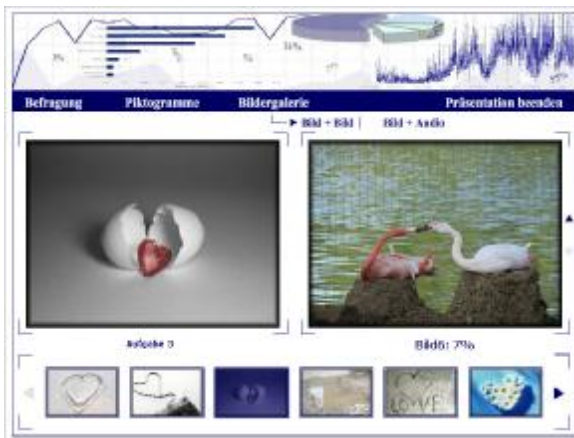 Befragung Piktogramme Bildergalerie Präsentation beenden
Bild + Bild | Bild + Audio
Aufgabe 3
Bild6: 7%
LOVE